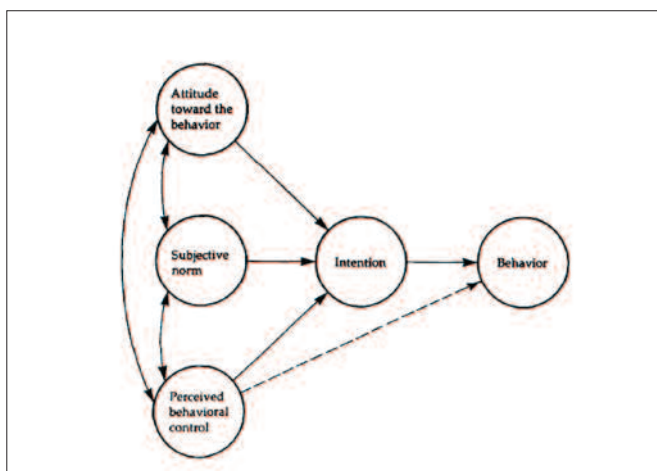 Attitude
toward the
behavior
Subjective
norm
Intention
Behavior
Perceived
behavioral
control